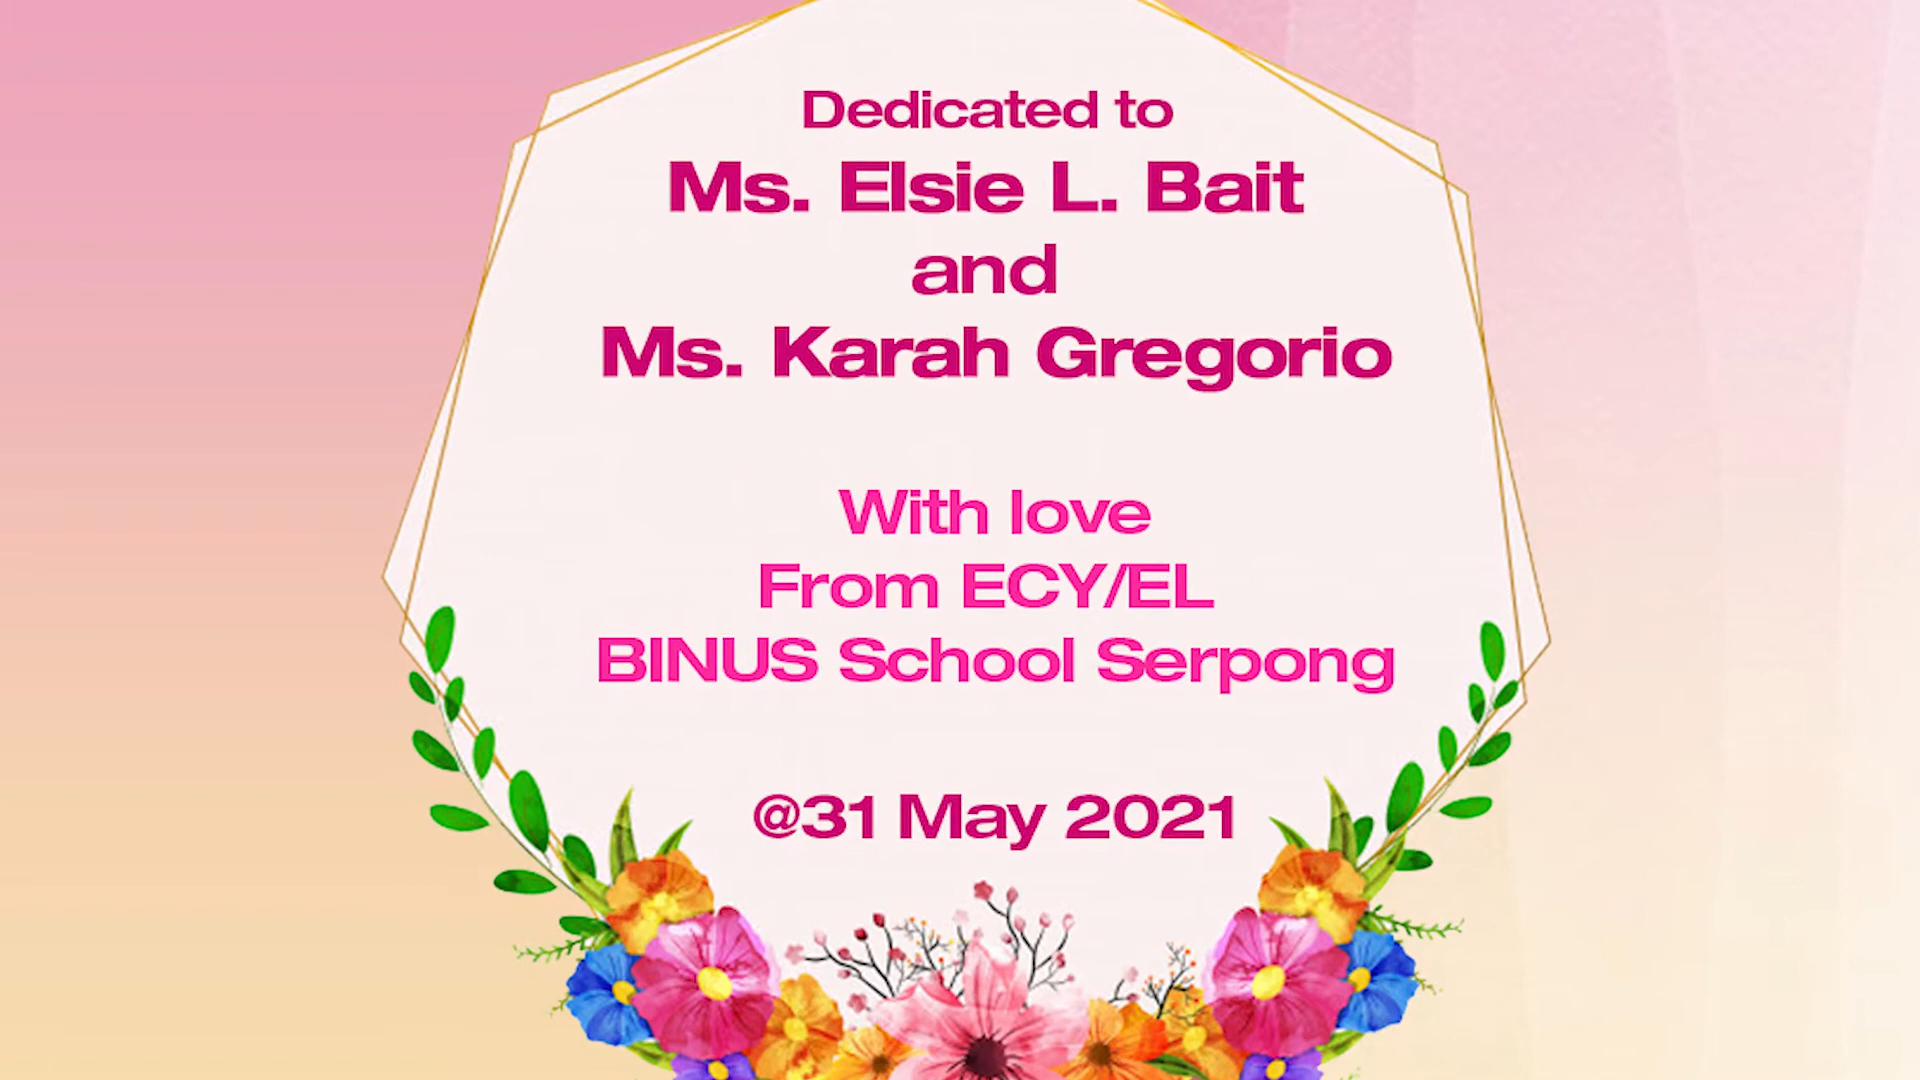 Dedicated to
Ms. Elsie L. Bait
and
Ms. Karah Gregorio
With love
From ECY/EL
BINUS School Serpong
@31 May 2021